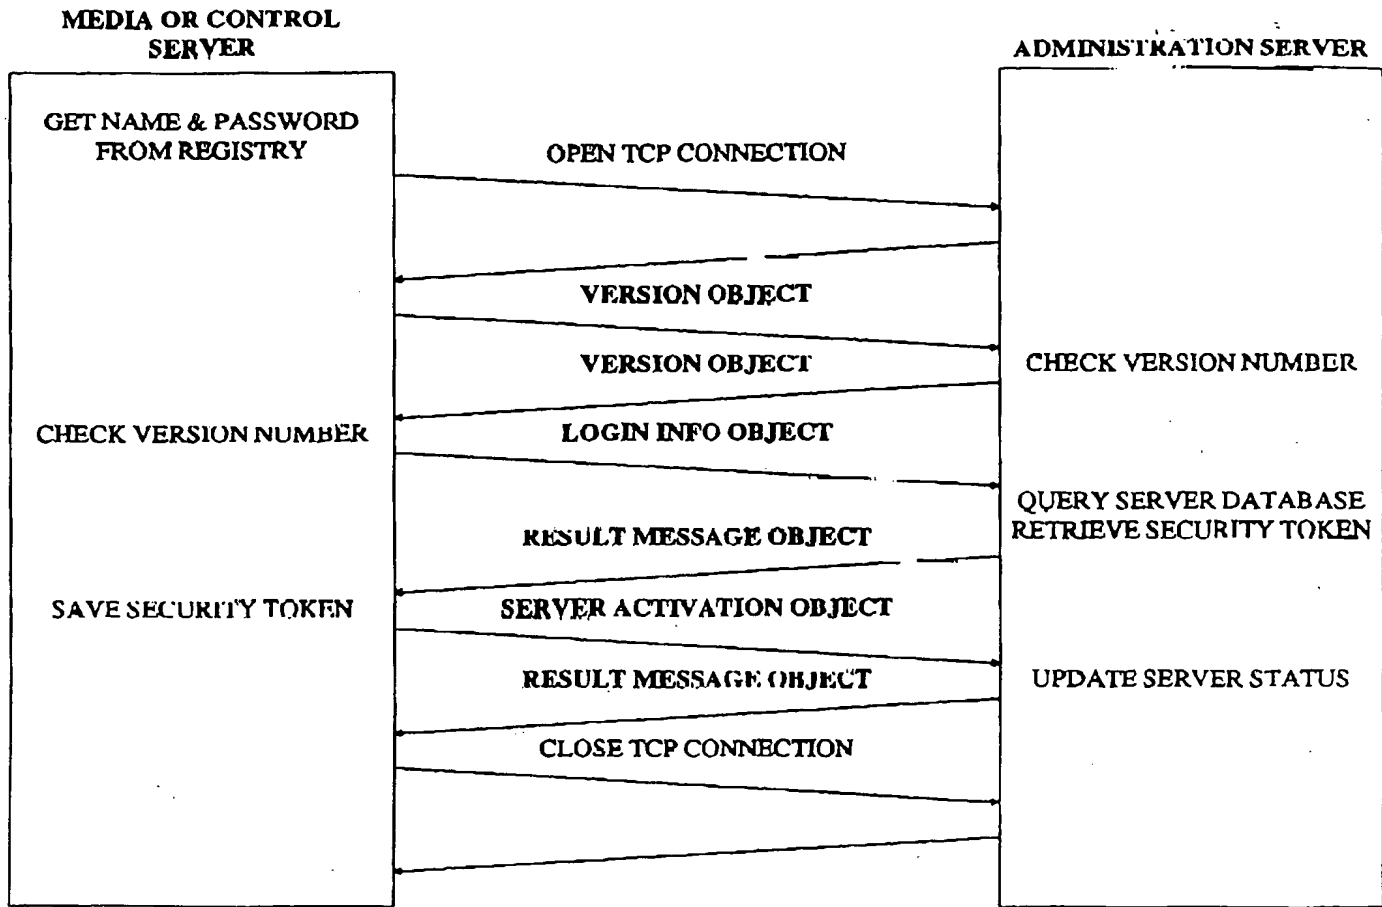 MEDIA OR CONTROL
SERVER
ADMINISTRATION SERVER
GET NAME & PASSWORD
FROM REGISTRY
OPEN TCP CONNECTION
VERSION OBJECT
VERSION OBJECT
CHECK VERSION NUMBER
CHECK VERSION NUMBER
LOGIN INFO OBJECT
QUERY SERVER DATABASE
RETRIEVE SECURITY TOKEN
RESULT MESSAGE OBJECT
SAVE SECURITY TOKEN
SERVER ACTIVATION OBJECT
RESULT MESSAGE OBJECT
UPDATE SERVER STATUS
CLOSE TCP CONNECTION